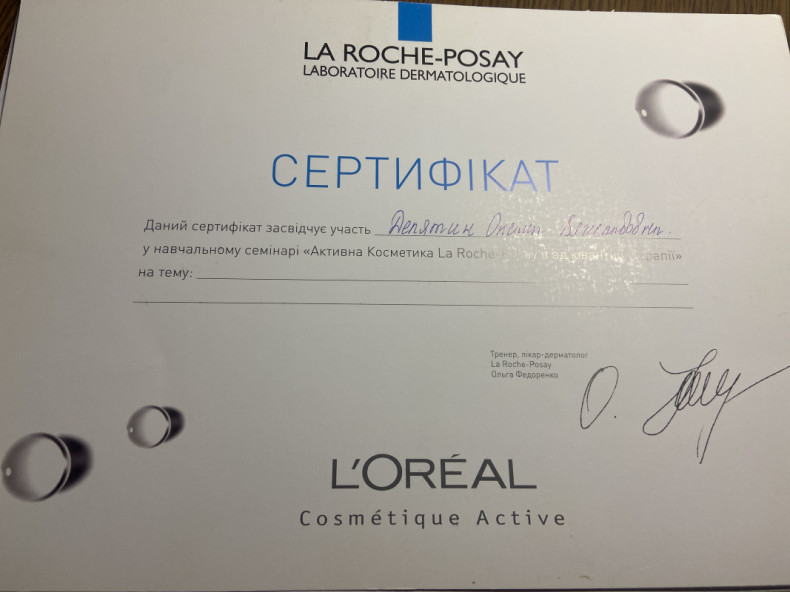 LA ROCHE-POSAY
LABORATOIRE DERMATOLOGIQUE
СЕРТИФІКАТ
Даний сертифікат засвідчує участь Делятин
у навчальному семінарі «Активна Косметика La Roche-
на тему:
Тренер, лікар-дерматолог
La Roche-Posay
Ольга Федоренко
О.
L'ORÉAL
Cosmétique Active